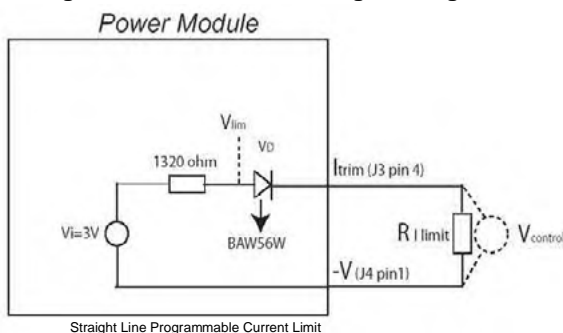 Power Module
Vlim
VD
1320 ohm
Itrim (J3 pin 4)
Vi=3V
BAW56W
R I limit
Vcontrol
-V (J4 pin1)
Straight Line Programmable Current Limit